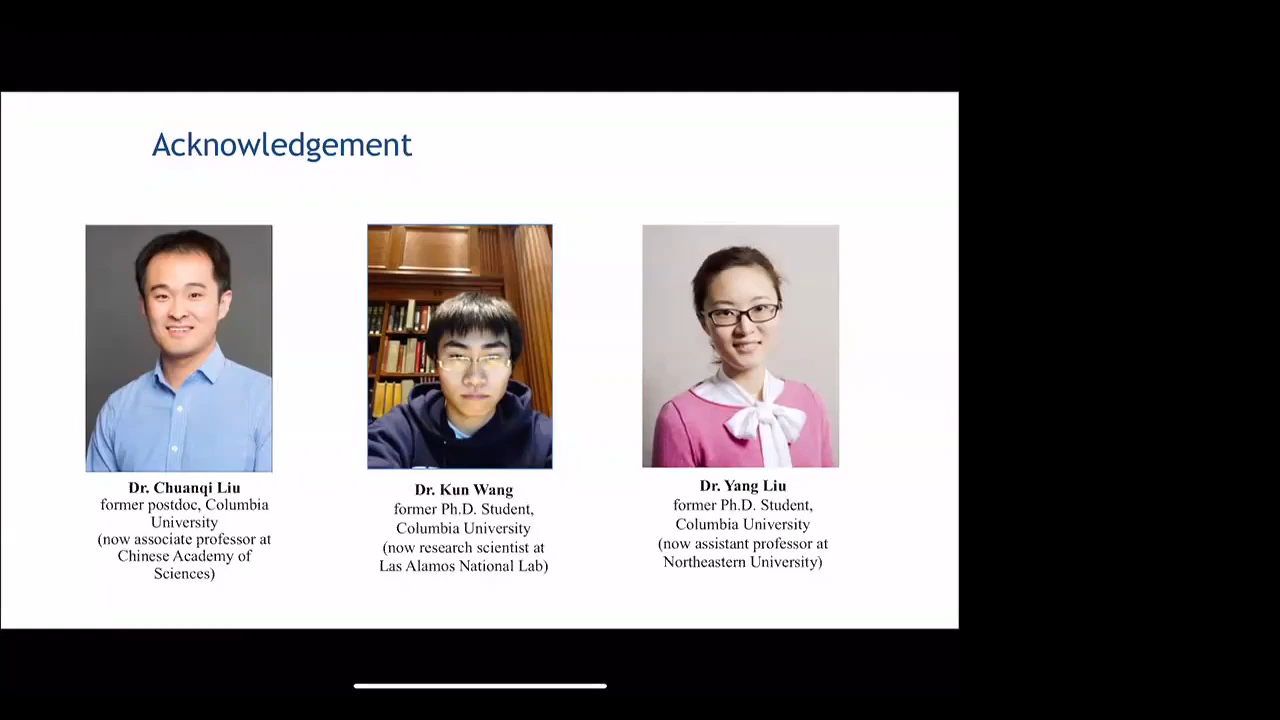 Acknowledgement
Dr. Chuanqi Liu
former postdoc, Columbia
University
(now associate professor at
Chinese Academy of
Sciences)
Dr. Kun Wang
former Ph.D. Student,
Columbia University
(now research scientist at
Las Alamos National Lab)
Dr. Yang Liu
former Ph.D. Student,
Columbia University
(now assistant professor at
Northeastern University)